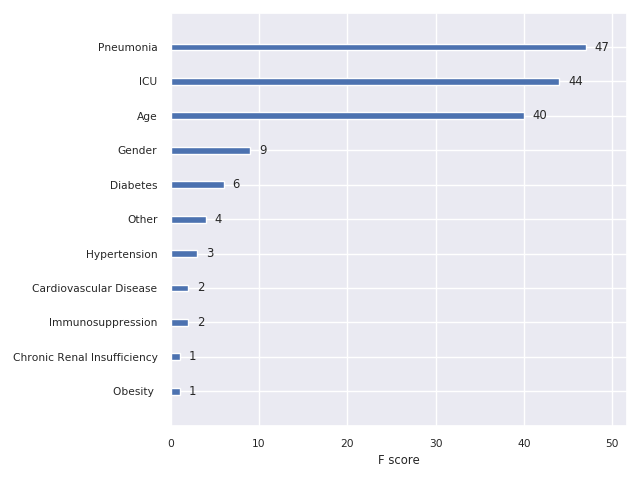 Pneumonia 47
ICU 44
Age 40
Gender 9
Diabetes 6
Other 4
Hypertension 3
Cardiovascular Disease 2
Immunosuppression 2
Chronic Renal Insufficiency 1
Obesity 1
0 10 20 30 40 50
F score